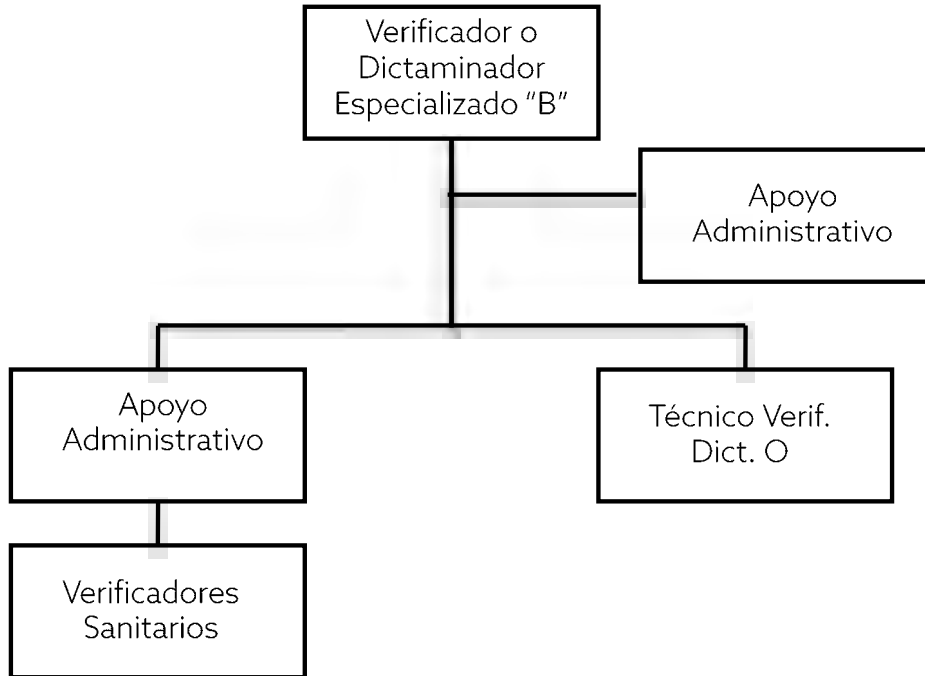 Verificador o
Dictaminador
Especializado "B"
Apoyo
Administrativo
Apoyo
Administrativo
Técnico Verif.
Dict. O
Verificadores
Sanitarios